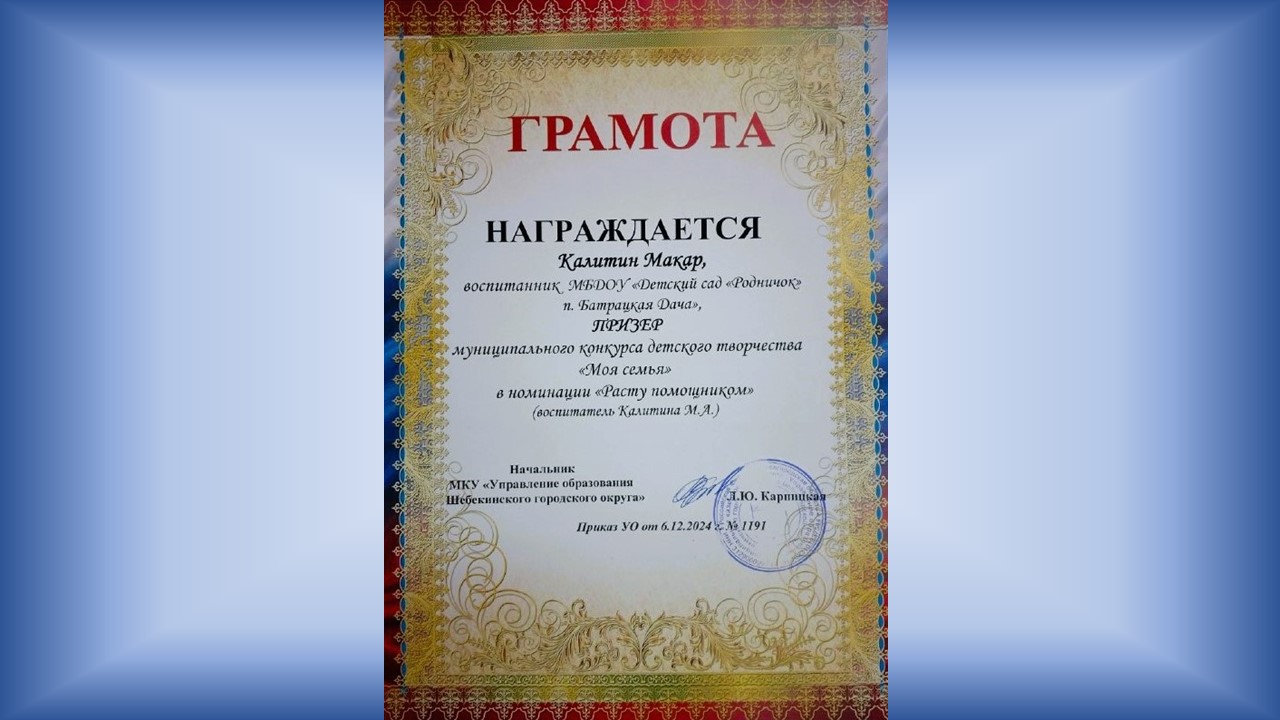 ГРАМОТА
НАГРАЖДАЕТСЯ
Калитин Макар,
воспитанник МБДОУ «Детский сад «Родничок»
п. Батрацкая Дача»,
ПРИЗЕР
муниципального конкурса детского творчества
«Моя семья»
в номинации «Расту помощником»
(воспитатель Калитина М.А.)
Начальник
МКУ «Управление образования
Шебекинского городского округа»
Л.Ю. Карпицкая
Приказ УО от 6.12.2024 г. № 1191